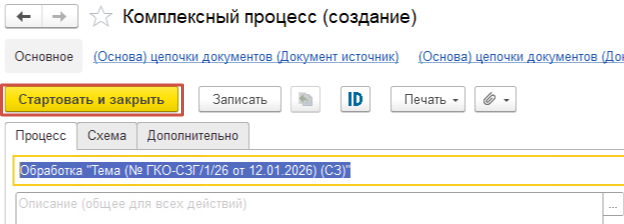 Комплексный процесс (создание)
Основное (Основа) цепочки документов (Документ источник) (Основа) цепочки документов (До
Стартовать и закрыть Записать ID Печать
Процесс Схема Дополнительно
Обработка "Тема (№ ГКО-СЗГ/1/26 от 12.01.2026) (СЗ)"
Описание (общее для всех действий) ...